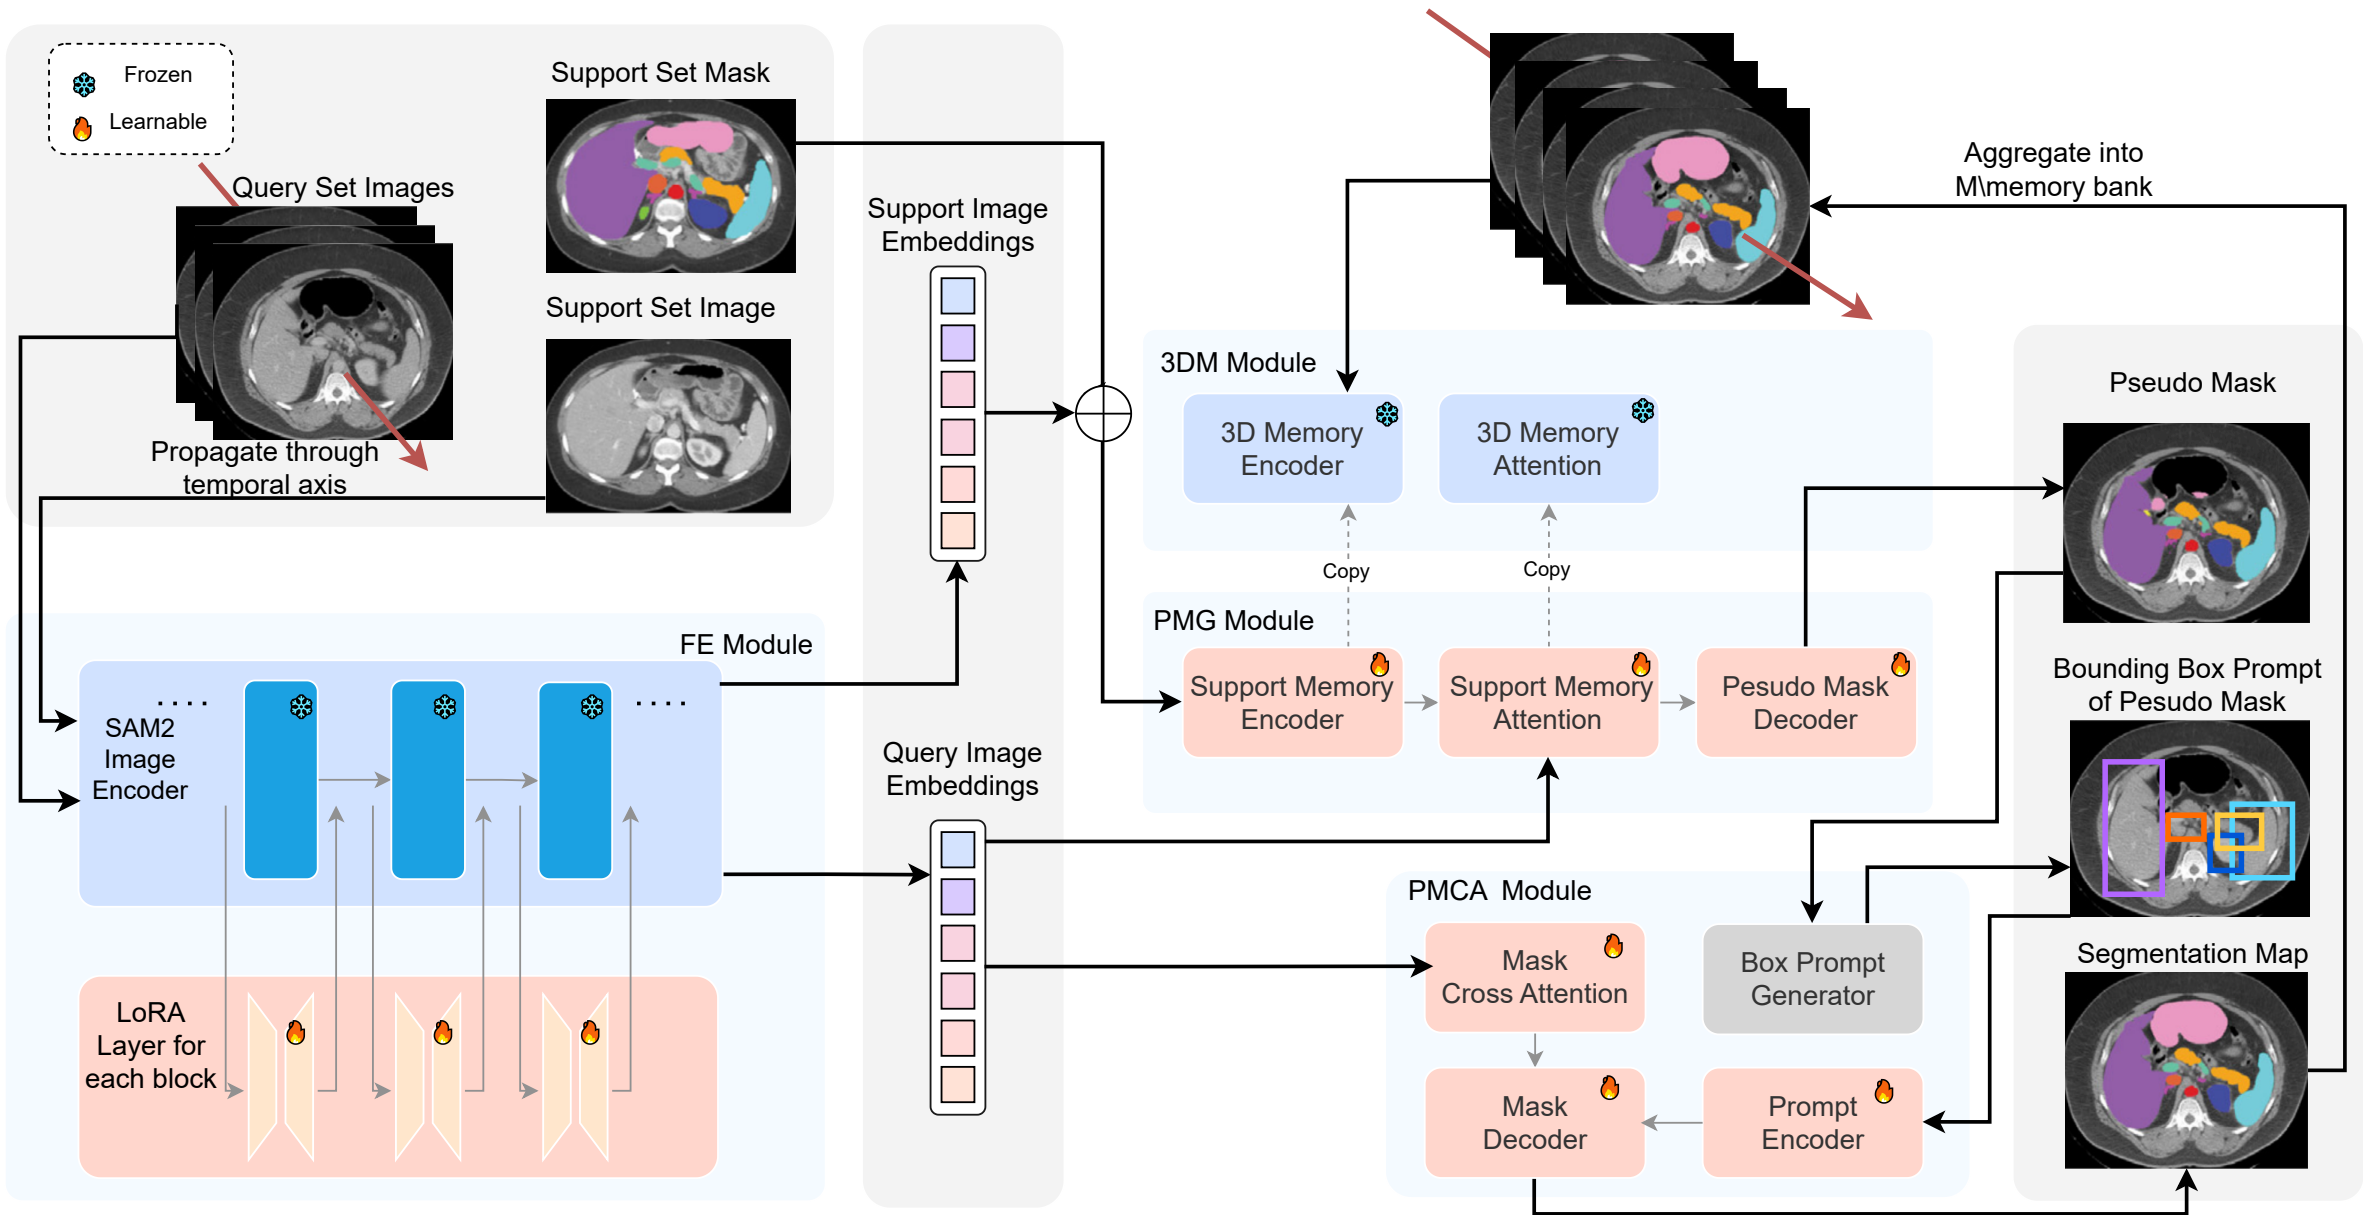 Frozen
Learnable
Query Set Images
Propagate through
temporal axis
Support Set Mask
Support Set Image
Support Image
Embeddings
Query Image
Embeddings
FE Module
SAM2
Image
Encoder
LoRA
Layer for
each block
Aggregate into
M\memory bank
3DM Module
3D Memory
Encoder
3D Memory
Attention
Copy
Copy
PMG Module
Support Memory
Encoder
Support Memory
Attention
Pesudo Mask
Decoder
PMCA Module
Mask
Cross Attention
Box Prompt
Generator
Mask
Decoder
Prompt
Encoder
Pseudo Mask
Bounding Box Prompt
of Pesudo Mask
Segmentation Map